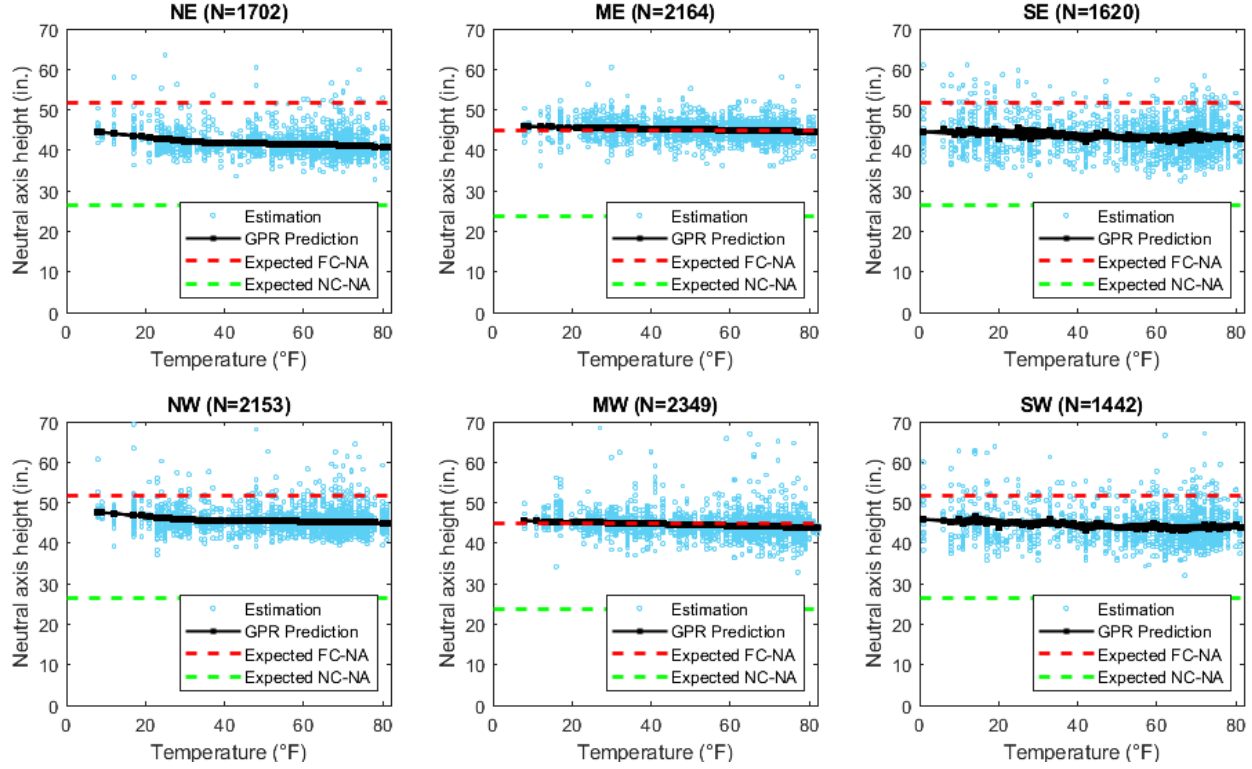 NE (N=1702)
70
60
50
40
30
20
10
0
Neutral axis height (in.)
Estimation
GPR Prediction
Expected FC-NA
Expected NC-NA
0 20 40 60 80
Temperature (°F)
ME (N=2164)
70
60
50
40
30
20
10
0
Neutral axis height (in.)
Estimation
GPR Prediction
Expected FC-NA
Expected NC-NA
0 20 40 60 80
Temperature (°F)
SE (N=1620)
70
60
50
40
30
20
10
0
Neutral axis height (in.)
Estimation
GPR Prediction
Expected FC-NA
Expected NC-NA
0 20 40 60 80
Temperature (°F)
NW (N=2153)
70
60
50
40
30
20
10
0
Neutral axis height (in.)
Estimation
GPR Prediction
Expected FC-NA
Expected NC-NA
0 20 40 60 80
Temperature (°F)
MW (N=2349)
70
60
50
40
30
20
10
0
Neutral axis height (in.)
Estimation
GPR Prediction
Expected FC-NA
Expected NC-NA
0 20 40 60 80
Temperature (°F)
SW (N=1442)
70
60
50
40
30
20
10
0
Neutral axis height (in.)
Estimation
GPR Prediction
Expected FC-NA
Expected NC-NA
0 20 40 60 80
Temperature (°F)